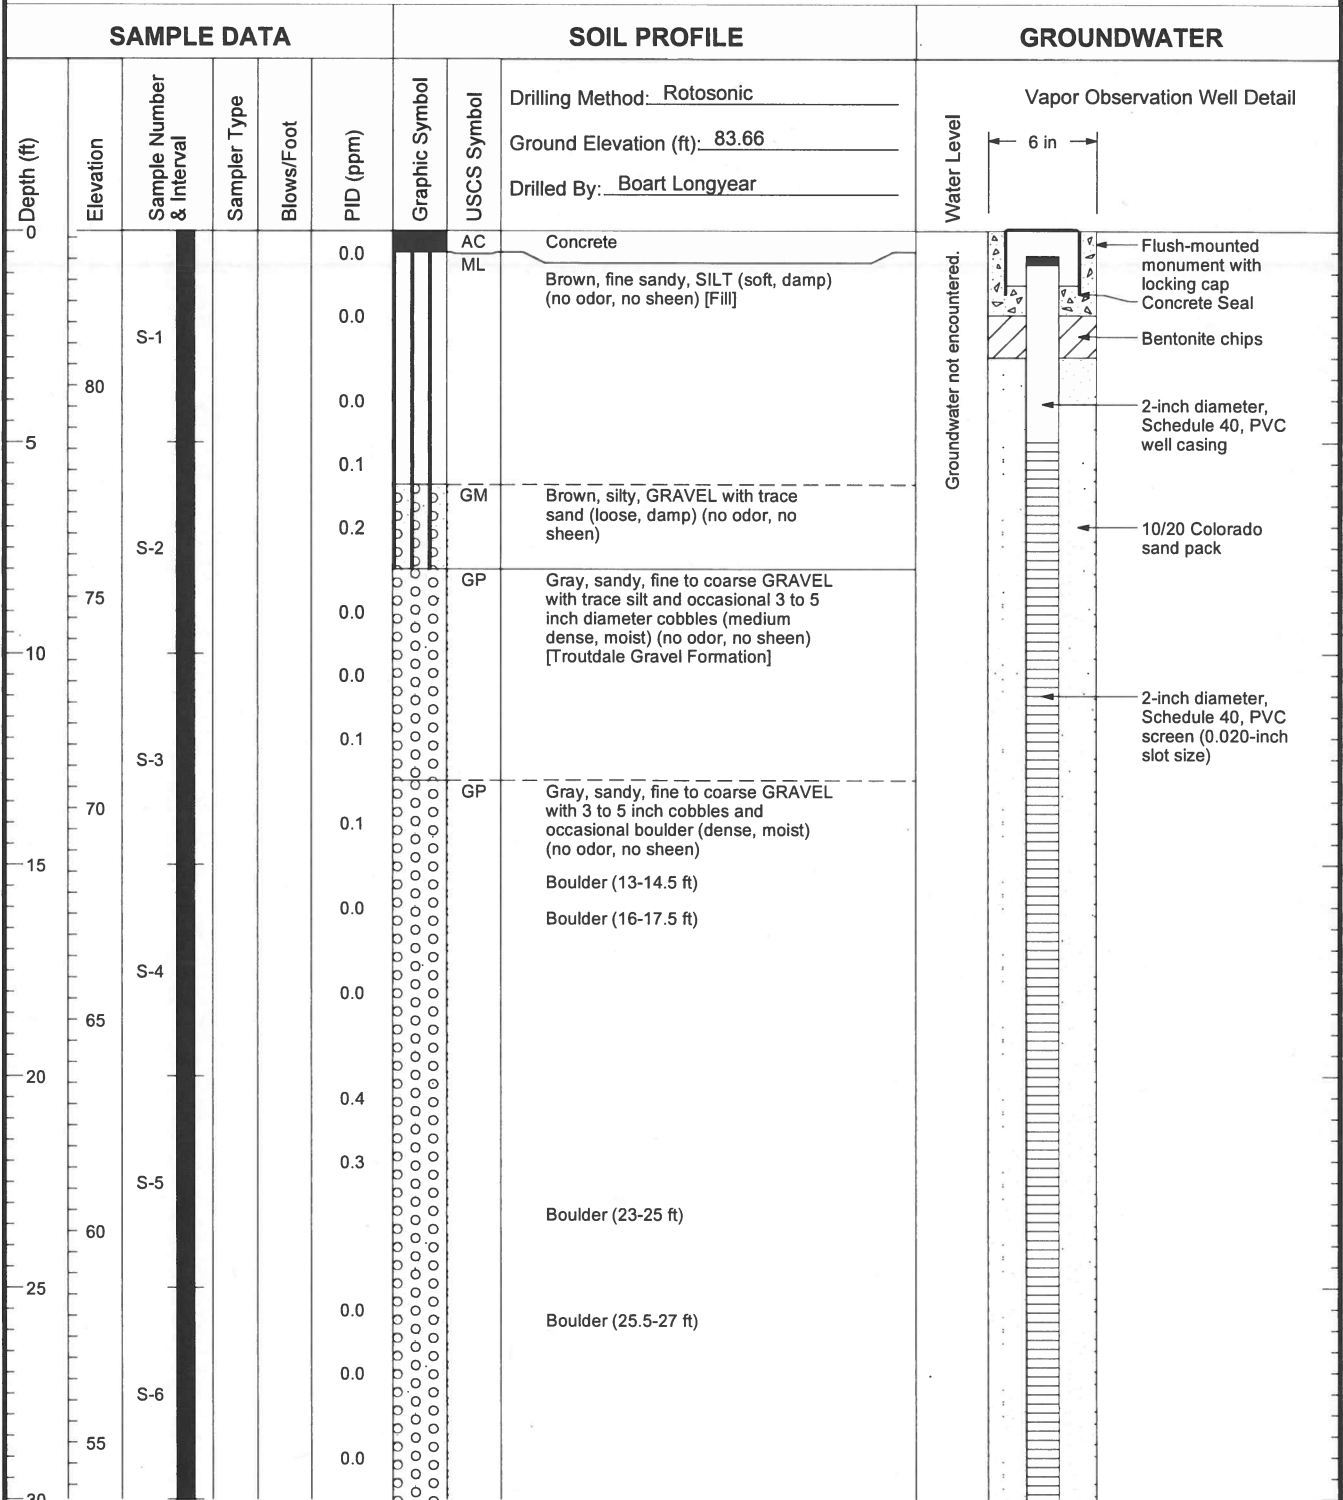 SAMPLE DATA
SOIL PROFILE
GROUNDWATER
Depth (ft)
Elevation
Sample Number
& Interval
Sampler Type
Blows/Foot
PID (ppm)
Graphic Symbol
USCS Symbol
Drilling Method: Rotosonic
Ground Elevation (ft): 83.66
Drilled By: Boart Longyear
Water Level
Vapor Observation Well Detail
6 in
0
5
10
15
20
25
30
80
75
70
65
60
55
S-1
S-2
S-3
S-4
S-5
S-6
0.0
0.0
0.0
0.1
0.2
0.0
0.0
0.1
0.1
0.0
0.0
0.4
0.3
0.0
0.0
0.0
AC
ML
GM
GP
GP
Concrete
Brown, fine sandy, SILT (soft, damp)
(no odor, no sheen) [Fill]
Brown, silty, GRAVEL with trace
sand (loose, damp) (no odor, no
sheen)
Gray, sandy, fine to coarse GRAVEL
with trace silt and occasional 3 to 5
inch diameter cobbles (medium
dense, moist) (no odor, no sheen)
[Troutdale Gravel Formation]
Gray, sandy, fine to coarse GRAVEL
with 3 to 5 inch cobbles and
occasional boulder (dense, moist)
(no odor, no sheen)
Boulder (13-14.5 ft)
Boulder (16-17.5 ft)
Boulder (23-25 ft)
Boulder (25.5-27 ft)
Groundwater not encountered.
Flush-mounted
monument with
locking cap
Concrete Seal
Bentonite chips
2-inch diameter,
Schedule 40, PVC
well casing
10/20 Colorado
sand pack
2-inch diameter,
Schedule 40, PVC
screen (0.020-inch
slot size)